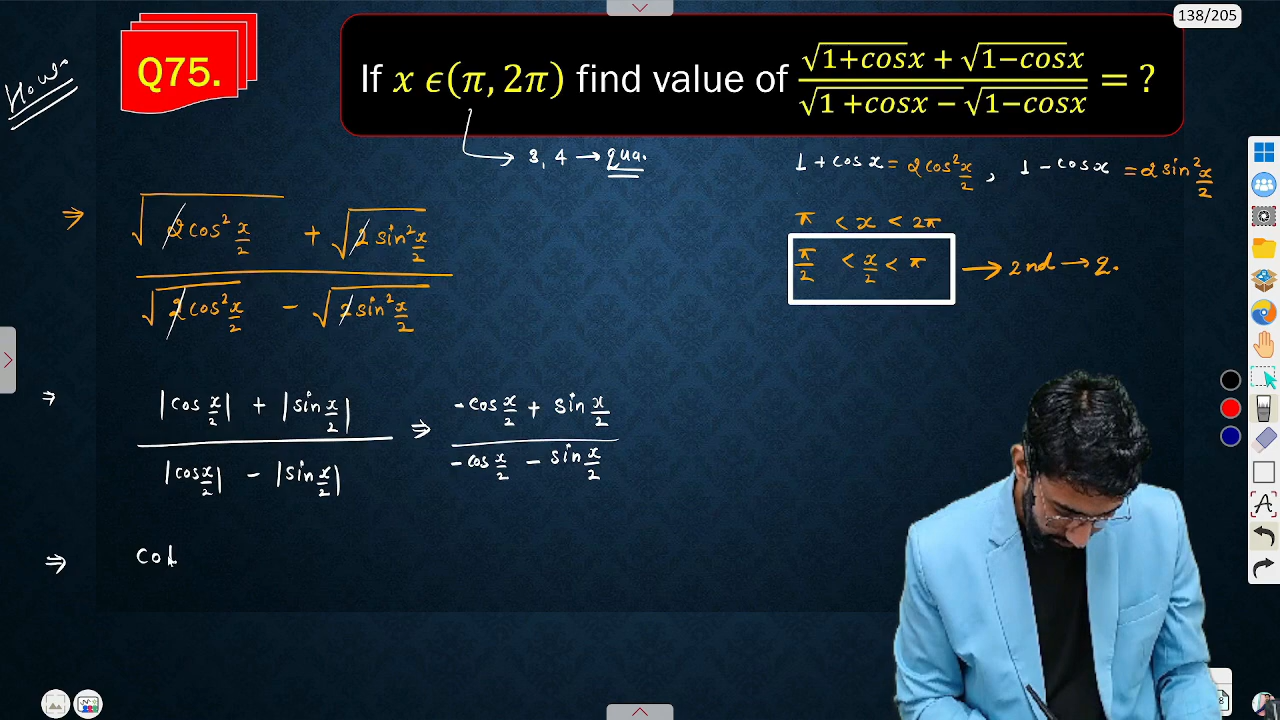 138/205
Q75.
If x ϵ(π, 2π) find value of (√1+cosx + √1−cosx)/(√1 +cosx − √1−cosx) = ?
How.
→ 3, 4 → qua.
1 + cos x = 2cos² x/2 , 1 - cos x = 2 sin² x/2
⇒ (√2cos² x/2 + √2 sin² x/2)/(√2cos² x/2 − √2sin² x/2)
π < x < 2π
π/2 < x/2 < π → 2nd → q.
⇒ (|cos x/2| + |sin x/2|)/(|cos x/2| - |sin x/2|) ⇒ (-cos x/2 + sin x/2)/(-cos x/2 - sin x/2)
⇒ cot
A